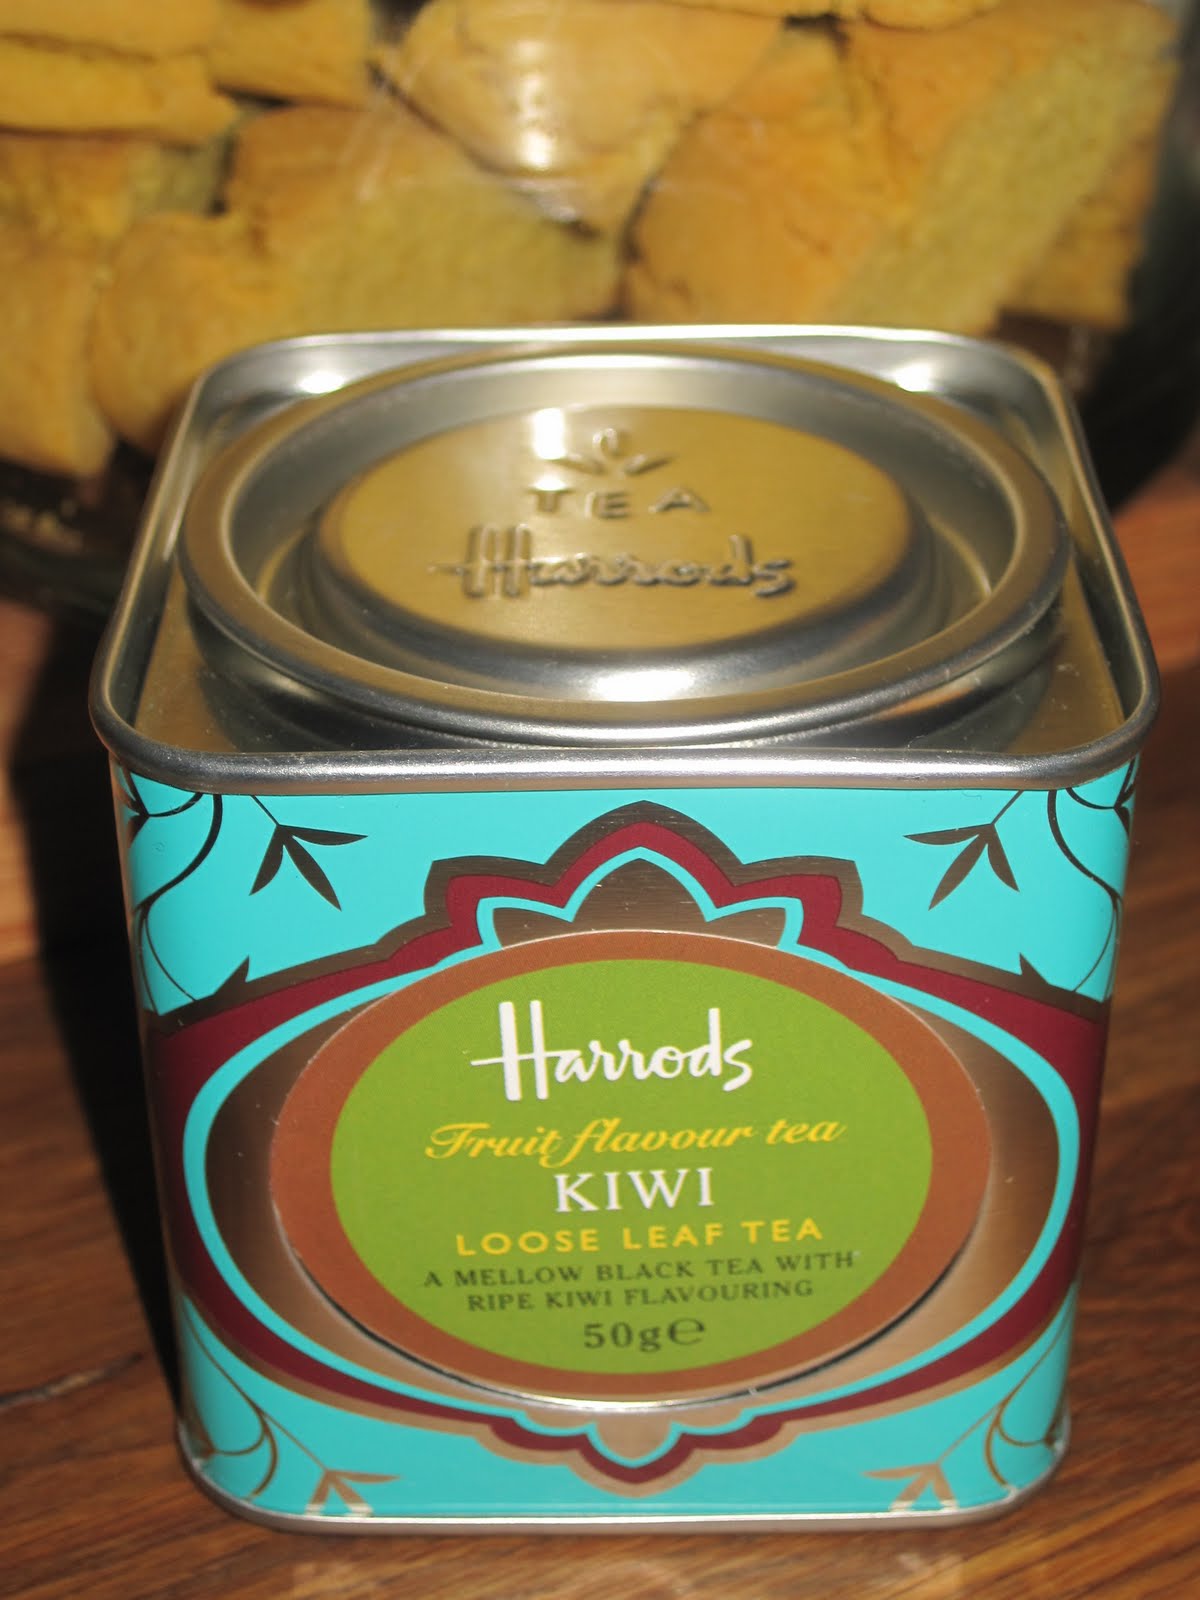 TEA
Harrods
Harrods
Fruit flavour tea
KIWI
LOOSE LEAF TEA
A MELLOW BLACK TEA WITH
RIPE KIWI FLAVOURING
50g℮